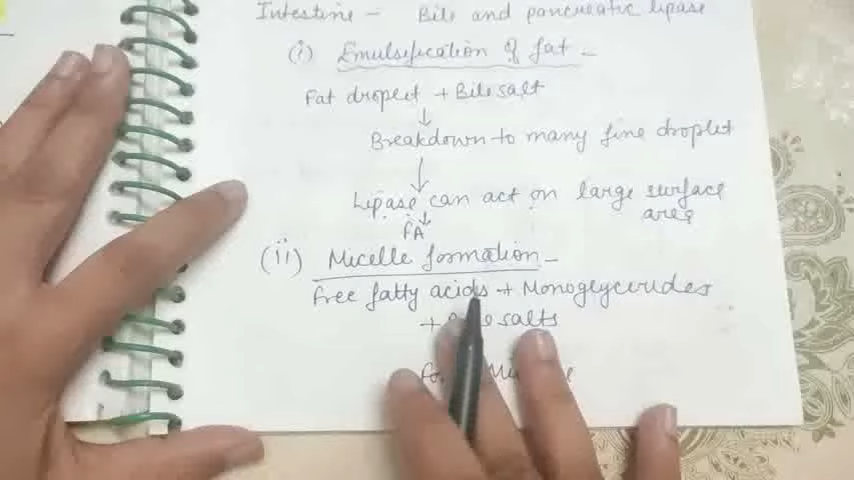 Intestine - Bile and pancreatic lipase
(i) Emulsification of fat -
Fat droplet + Bile salt
↓
Breakdown to many fine droplet
↓
Lipase can act on large surface
area
↓
FA
(ii) Micelle formation -
Free fatty acids + Monoglycerides
+ salts